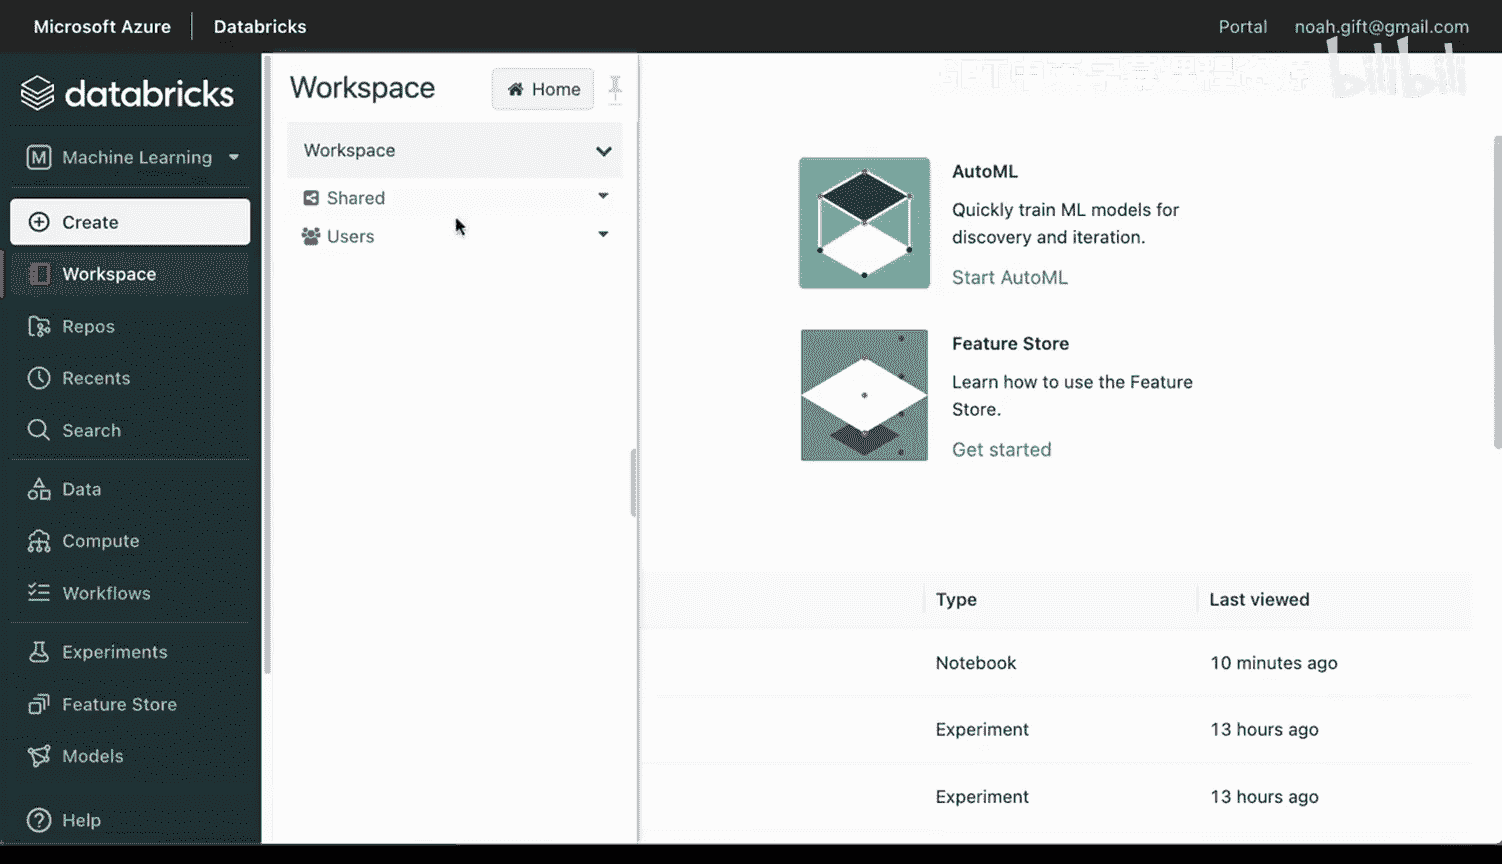 Microsoft Azure
Databricks
Portal
noah.gift@gmail.com
bilibili
databricks
Machine Learning
Create
Workspace
Repos
Recents
Search
Data
Compute
Workflows
Experiments
Feature Store
Models
Help
Workspace
Home
Workspace
Shared
Users
AutoML
Quickly train ML models for
discovery and iteration.
Start AutoML
Feature Store
Learn how to use the Feature
Store.
Get started
Type
Last viewed
Notebook
10 minutes ago
Experiment
13 hours ago
Experiment
13 hours ago